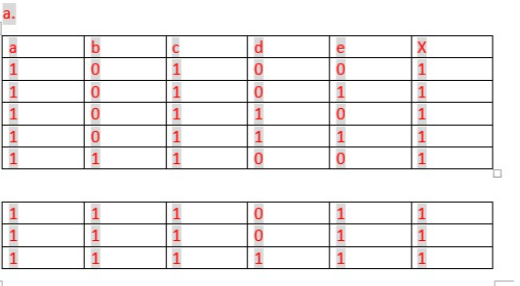 a.
a b c d e X
1 0 1 0 0 1
1 0 1 0 1 1
1 0 1 1 0 1
1 0 1 1 1 1
1 1 1 0 0 1
1 1 1 0 1 1
1 1 1 0 1 1
1 1 1 1 1 1